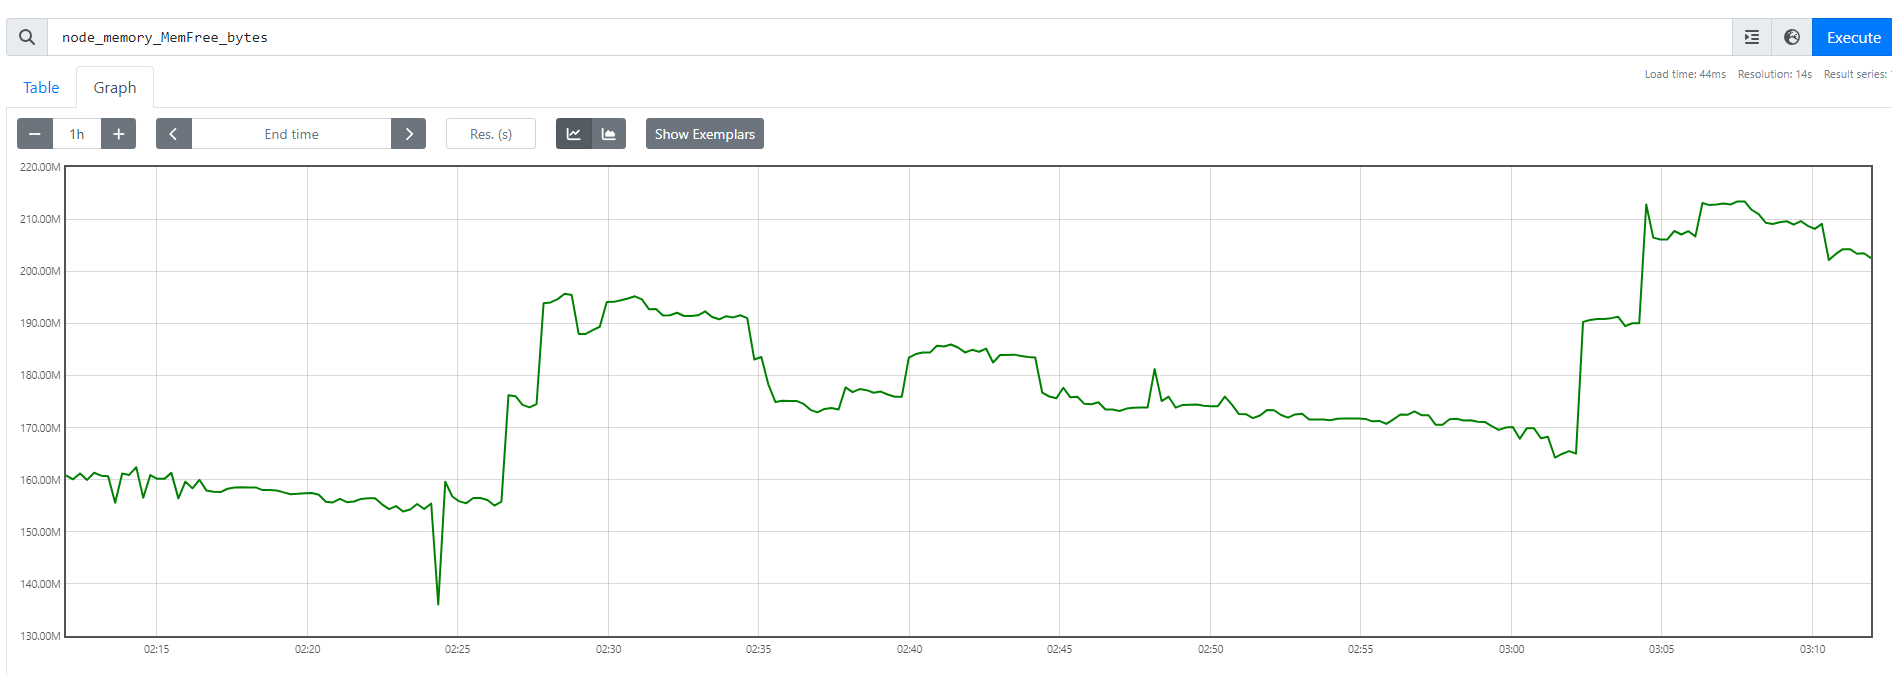 node_memory_MemFree_bytes
Execute
Load time: 44ms Resolution: 14s Result series:
Table
Graph
1h
End time
Res. (s)
Show Exemplars
220.00M
210.00M
200.00M
190.00M
180.00M
170.00M
160.00M
150.00M
140.00M
130.00M
02:15 02:20 02:25 02:30 02:35 02:40 02:45 02:50 02:55 03:00 03:05 03:10